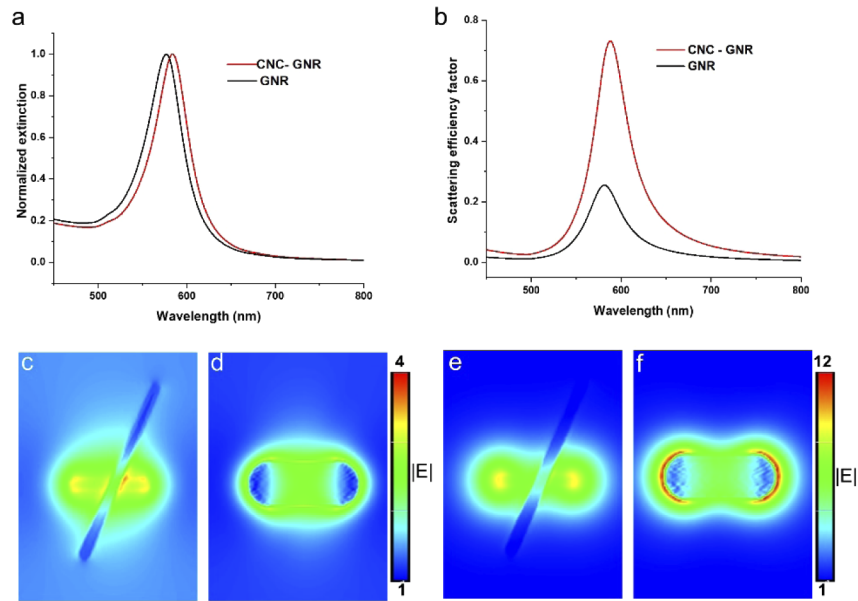 a
Normalized extinction
1.0
0.8
0.6
0.4
0.2
0.0
CNC- GNR
GNR
500
600
700
800
Wavelength (nm)
b
Scattering efficiency factor
0.8
0.6
0.4
0.2
0.0
CNC - GNR
GNR
500
600
700
800
Wavelength (nm)
c
d
4
|E|
1
e
f
12
|E|
1